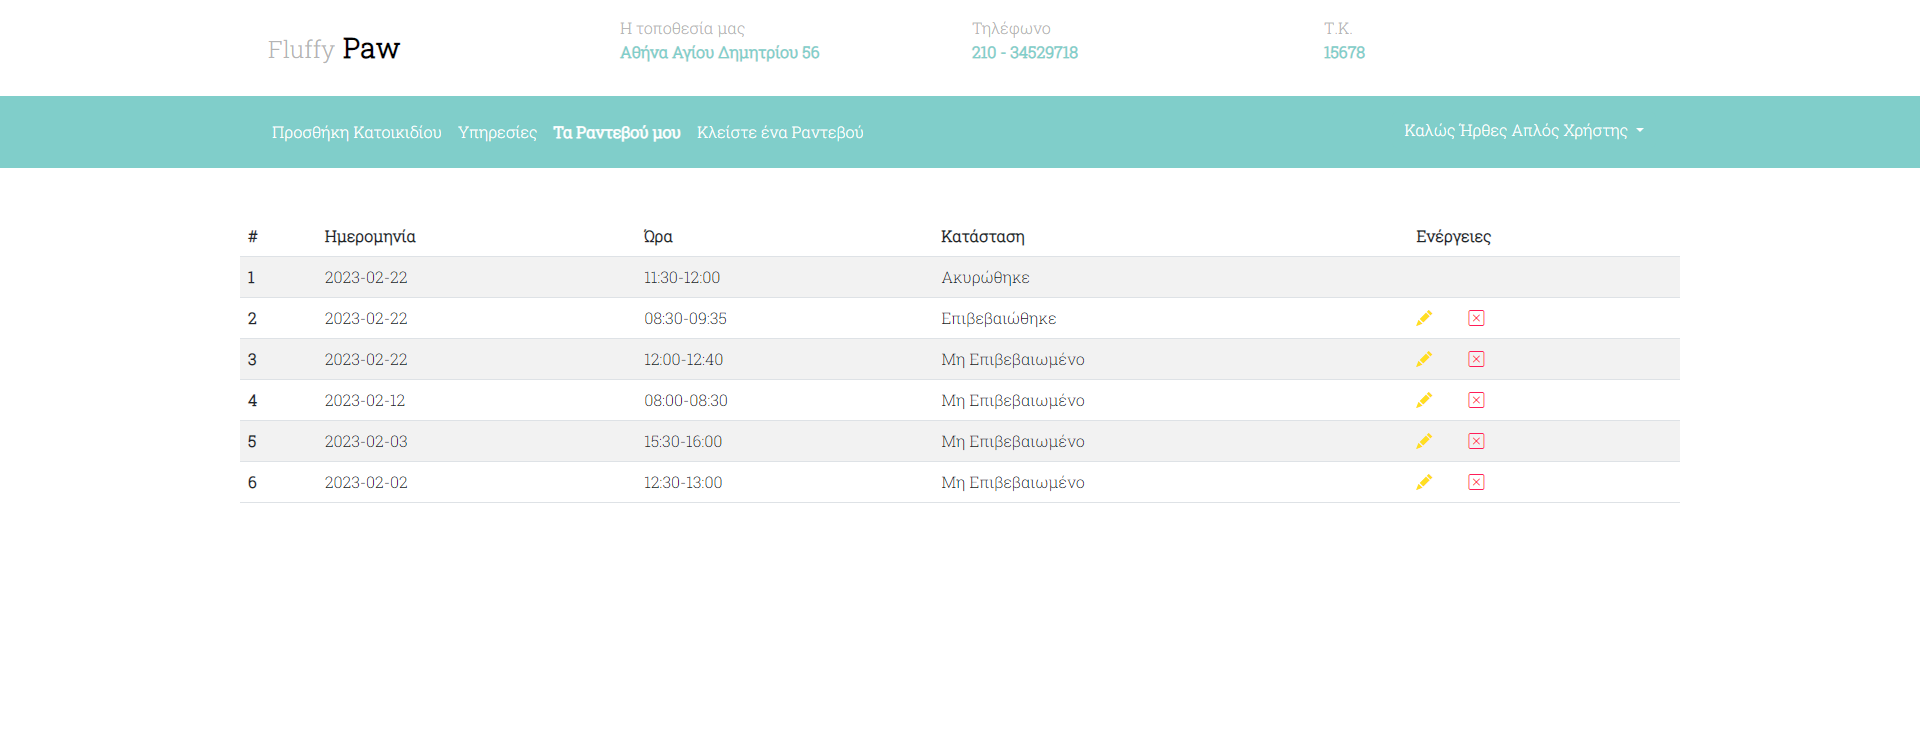 Fluffy Paw
Η τοποθεσία μας
Αθήνα Αγίου Δημητρίου 56
Τηλέφωνο
210 - 34529718
Τ.Κ.
15678
Προσθήκη Κατοικιδίου Υπηρεσίες Τα Ραντεβού μου Κλείστε ένα Ραντεβού Καλώς Ήρθες Απλός Χρήστης
# Ημερομηνία Ώρα Κατάσταση Ενέργειες
1 2023-02-22 11:30-12:00 Ακυρώθηκε
2 2023-02-22 08:30-09:35 Επιβεβαιώθηκε
3 2023-02-22 12:00-12:40 Μη Επιβεβαιωμένο
4 2023-02-12 08:00-08:30 Μη Επιβεβαιωμένο
5 2023-02-03 15:30-16:00 Μη Επιβεβαιωμένο
6 2023-02-02 12:30-13:00 Μη Επιβεβαιωμένο